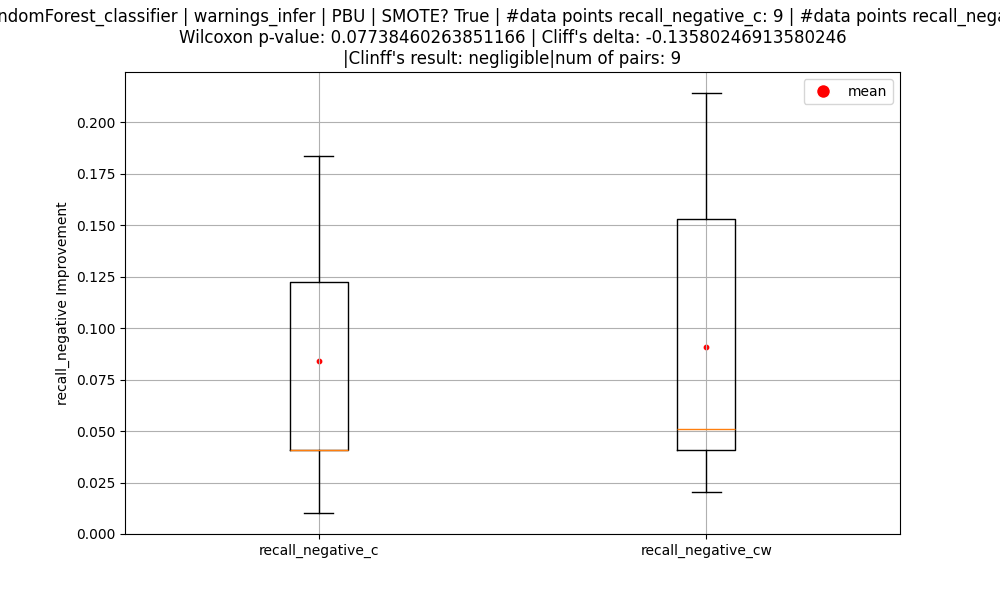 ndomForest_classifier | warnings_infer | PBU | SMOTE? True | #data points recall_negative_c: 9 | #data points recall_nega
Wilcoxon p-value: 0.07738460263851166 | Cliff's delta: -0.13580246913580246
|Clinff's result: negligible|num of pairs: 9
mean
0.200
0.175
0.150
0.125
0.100
0.075
0.050
0.025
0.000
recall_negative Improvement
recall_negative_c
recall_negative_cw